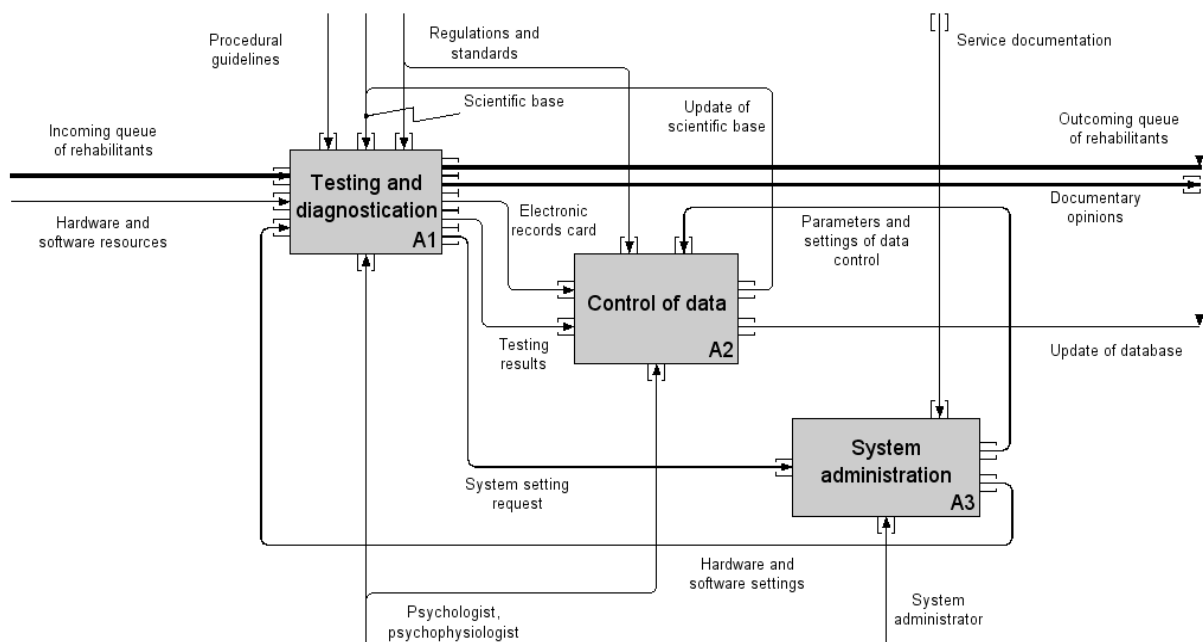 Procedural
guidelines
Regulations and
standards
Service documentation
Scientific base
Update of
scientific base
Incoming queue
of rehabilitants
Outcoming queue
of rehabilitants
Testing and
diagnostication
A1
Hardware and
software resources
Electronic
records card
Parameters and
settings of data
control
Documentary
opinions
Control of data
A2
Testing
results
Update of database
System
administration
A3
System setting
request
Hardware and
software settings
Psychologist,
psychophysiologist
System
administrator